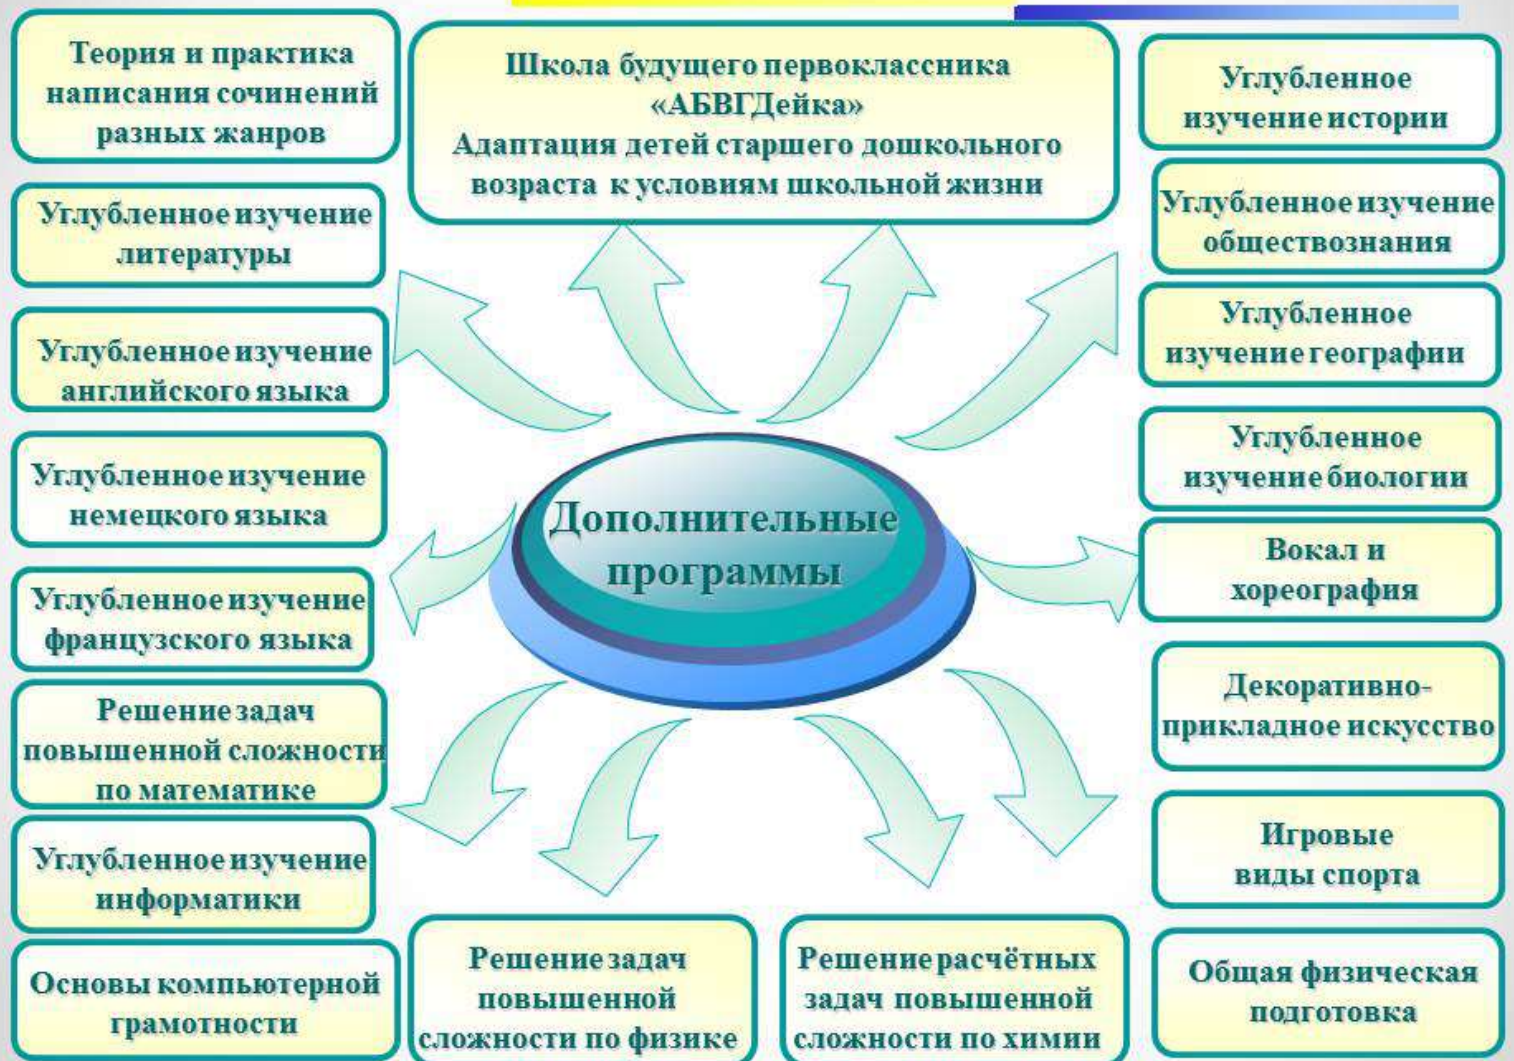 Теория и практика
написания сочинений
разных жанров
Школа будущего первоклассника
«АБВГДейка»
Адаптация детей старшего дошкольного
возраста к условиям школьной жизни
Углубленное
изучение истории
Углубленное изучение
литературы
Углубленное изучение
обществознания
Углубленное изучение
английского языка
Углубленное
изучение географии
Углубленное изучение
немецкого языка
Углубленное
изучение биологии
Дополнительные
программы
Углубленное изучение
французского языка
Вокал и
хореография
Решение задач
повышенной сложности
по математике
Декоративно-
прикладное искусство
Углубленное изучение
информатики
Игровые
виды спорта
Основы компьютерной
грамотности
Решение задач
повышенной
сложности по физике
Решение расчётных
задач повышенной
сложности по химии
Общая физическая
подготовка